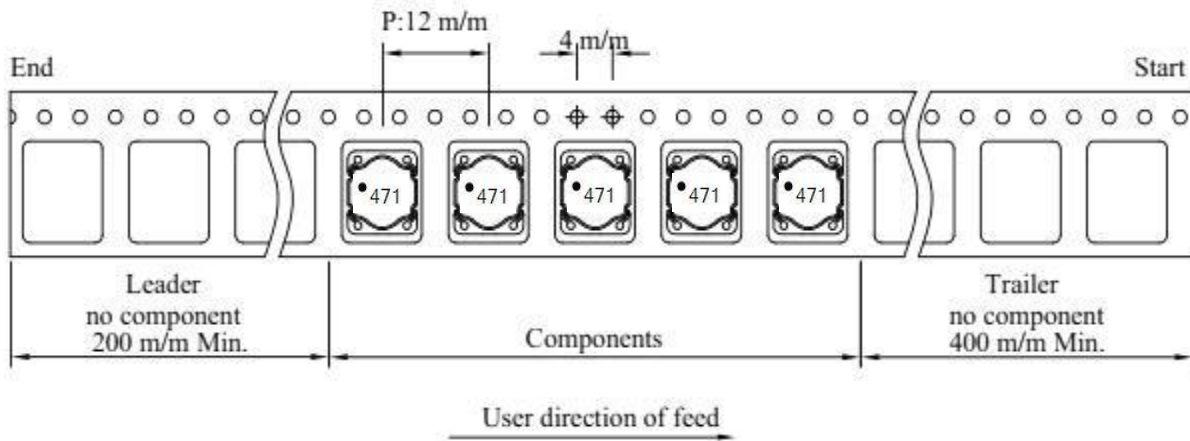 P:12 m/m
4 m/m
End
Start
471
471
471
471
471
Leader
no component
200 m/m Min.
Components
Trailer
no component
400 m/m Min.
User direction of feed